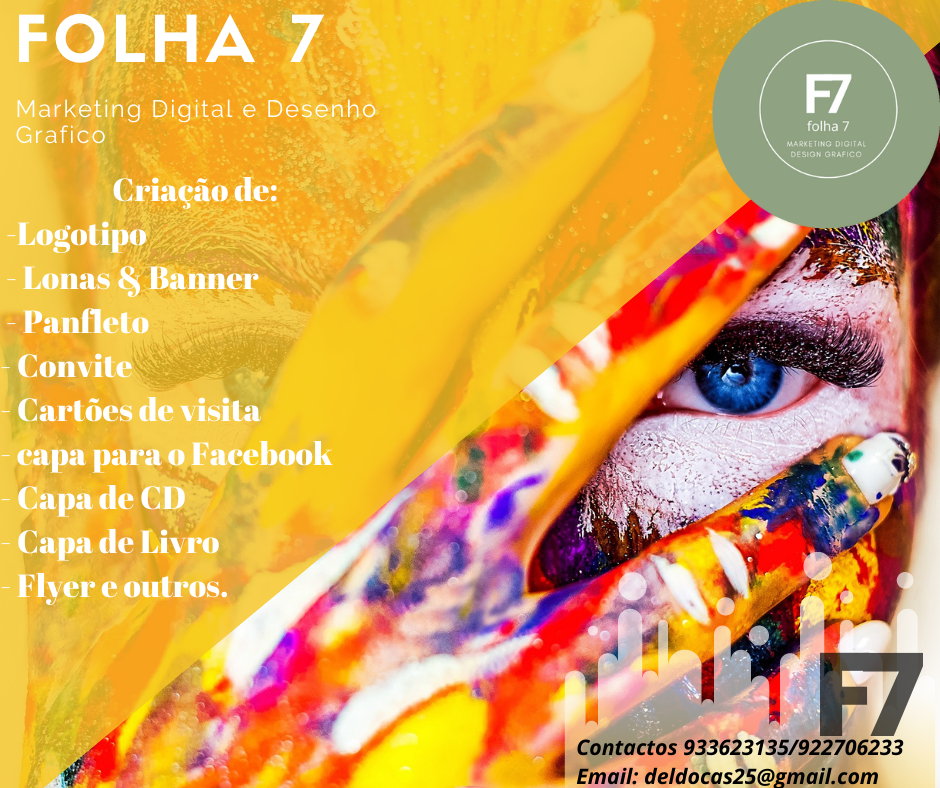 FOLHA 7
Marketing Digital e Desenho
Grafico
F7
folha 7
MARKETING DIGITAL
DESIGN GRAFICO
Criação de:
-Logotipo
- Lonas & Banner
- Panfleto
- Convite
- Cartões de visita
- capa para o Facebook
- Capa de CD
- Capa de Livro
- Flyer e outros.
F7
Contactos 933623135/922706233
Email: deldocas25@gmail.com